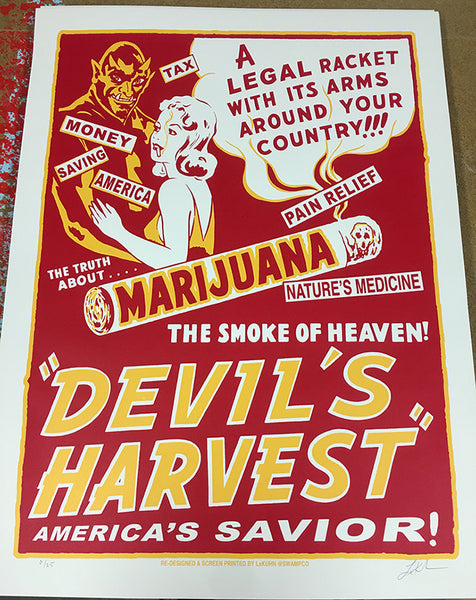 TAX
A
LEGAL RACKET
WITH ITS ARMS
AROUND YOUR
COUNTRY!!!
MONEY
SAVING
AMERICA
PAIN RELIEF
THE TRUTH
ABOUT....
MARIJUANA
NATURE'S MEDICINE
THE SMOKE OF HEAVEN!
"DEVIL'S
HARVEST"
AMERICA'S SAVIOR!
RE-DESIGNED & SCREEN PRINTED BY LsKUHN @SWAMPCO